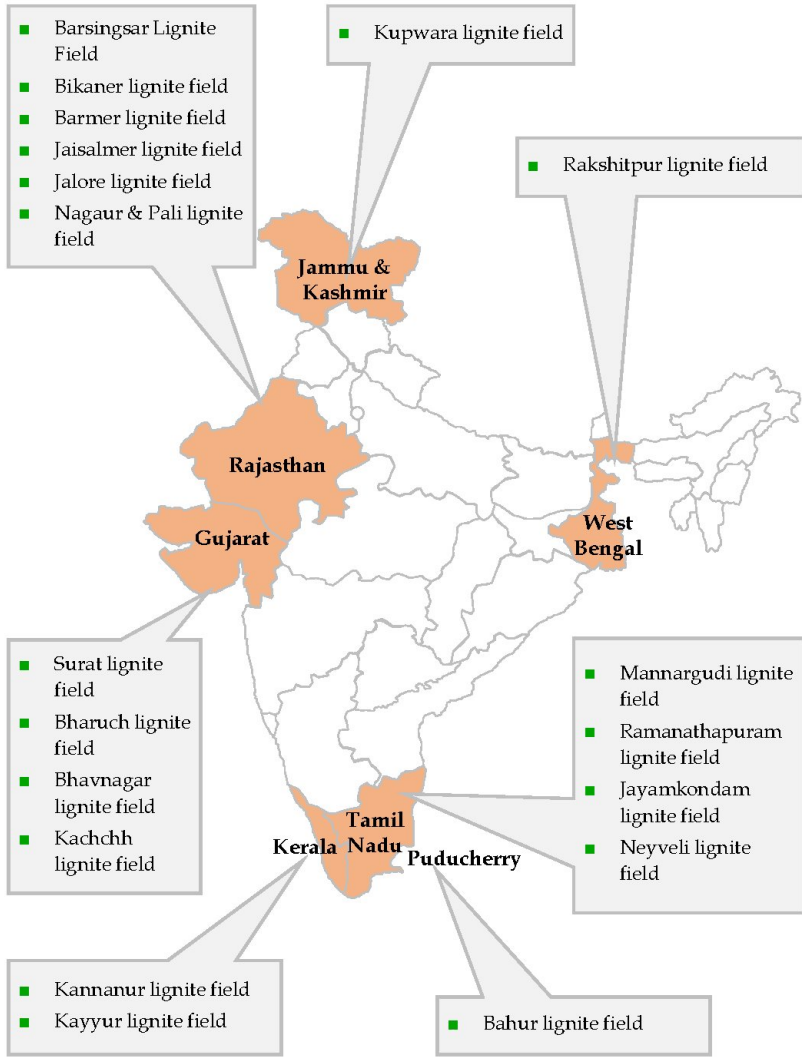 Barsingsar Lignite
Field
Bikaner lignite field
Barmer lignite field
Jaisalmer lignite field
Jalore lignite field
Nagaur & Pali lignite
field
Kupwara lignite field
Rakshitpur lignite field
Jammu &
Kashmir
Rajasthan
Gujarat
West
Bengal
Surat lignite
field
Bharuch lignite
field
Bhavnagar
lignite field
Kachchh
lignite field
Mannargudi lignite
field
Ramanathapuram
lignite field
Jayamkondam
lignite field
Neyveli lignite
field
Tamil
Nadu
Kerala
Puducherry
Kannanur lignite field
Kayyur lignite field
Bahur lignite field